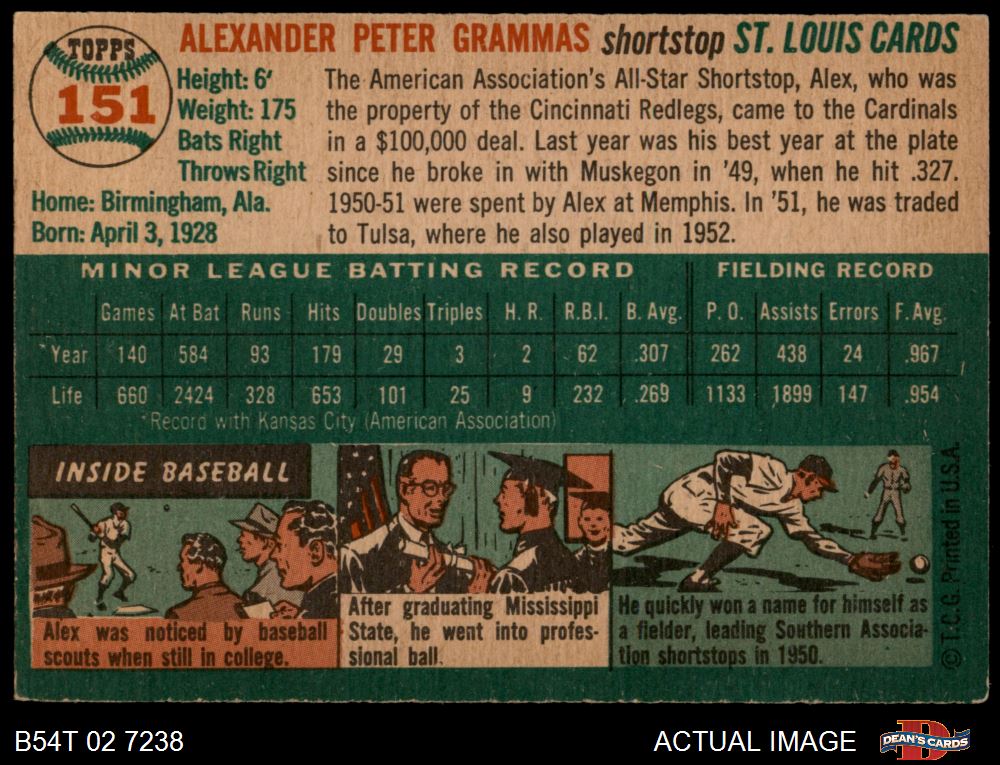 TOPPS
151
ALEXANDER PETER GRAMMAS shortstop ST. LOUIS CARDS
Height: 6'
Weight: 175
Bats Right
Throws Right
Home: Birmingham, Ala.
Born: April 3, 1928
The American Association's All-Star Shortstop, Alex, who was
the property of the Cincinnati Redlegs, came to the Cardinals
in a $100,000 deal. Last year was his best year at the plate
since he broke in with Muskegon in '49, when he hit .327.
1950-51 were spent by Alex at Memphis. In '51, he was traded
to Tulsa, where he also played in 1952.
MINOR LEAGUE BATTING RECORD FIELDING RECORD
Games At Bat Runs Hits Doubles Triples H. R. R.B.I. B. Avg. P. O. Assists Errors F. Avg.
*Year 140 584 93 179 29 3 2 62 .307 262 438 24 .967
Life 660 2424 328 653 101 25 9 232 .269 1133 1899 147 .954
*Record with Kansas City (American Association)
INSIDE BASEBALL
Alex was noticed by baseball
scouts when still in college.
After graduating Mississippi
State, he went into profes-
sional ball.
He quickly won a name for himself as
a fielder, leading Southern Associa-
tion shortstops in 1950.
© T.C.G. Printed in U.S.A.
B54T 02 7238
ACTUAL IMAGE
DEAN'S CARDS